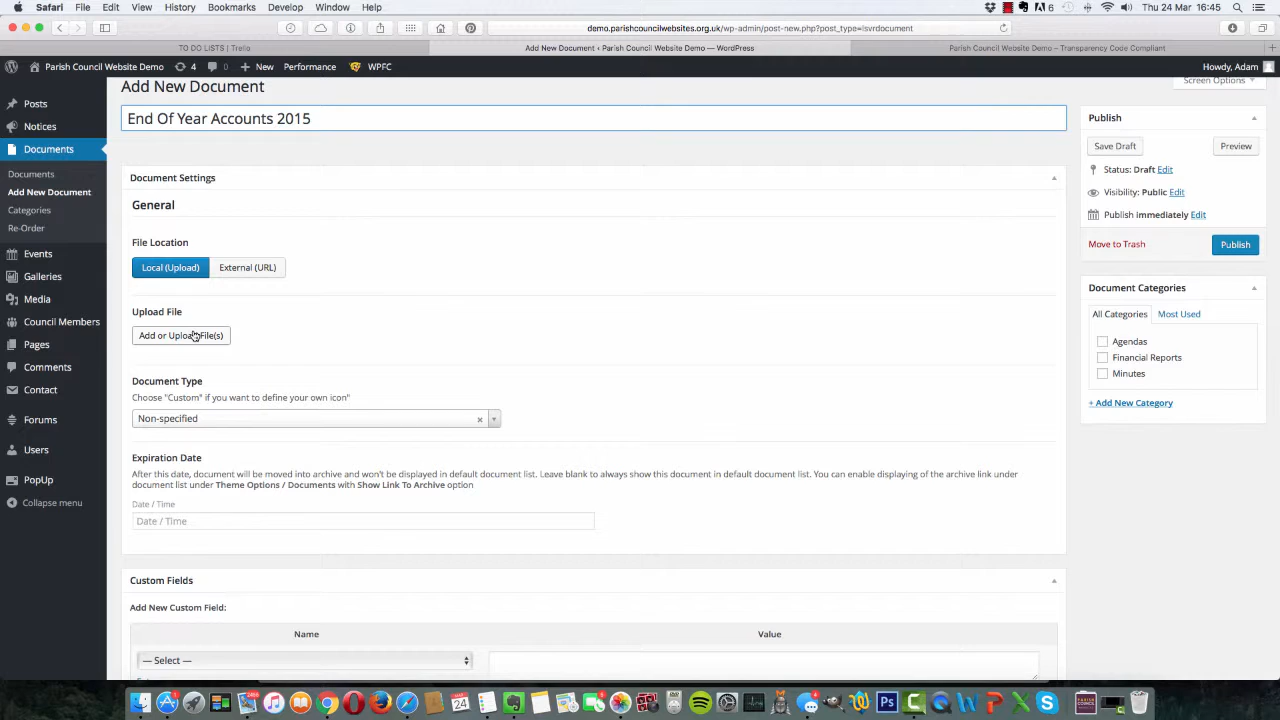 Safari File Edit View History Bookmarks Develop Window Help 6 Thu 24 Mar 16:45
demo.parishcouncilwebsites.org.uk/wp-admin/post-new.php?post_type=lsvrdocument
TO DO LISTS | Trello Add New Document ‹ Parish Council Website Demo — WordPress Parish Council Website Demo – Transparency Code Compliant
Parish Council Website Demo 4 0 New Performance WPFC Howdy, Adam
Add New Document Screen Options
End Of Year Accounts 2015
Posts
Notices
Documents
Documents
Add New Document
Categories
Re-Order
Events
Galleries
Media
Council Members
Pages
Comments
Contact
Forums
Users
PopUp
Collapse menu
Document Settings
General
File Location
Local (Upload) External (URL)
Upload File
Add or Upload File(s)
Document Type
Choose "Custom" if you want to define your own icon"
Non-specified
Expiration Date
After this date, document will be moved into archive and won't be displayed in default document list. Leave blank to always show this document in default document list. You can enable displaying of the archive link under
document list under Theme Options / Documents with Show Link To Archive option
Date / Time
Date / Time
Custom Fields
Add New Custom Field:
Name Value
— Select —
Publish
Save Draft Preview
Status: Draft Edit
Visibility: Public Edit
Publish immediately Edit
Move to Trash Publish
Document Categories
All Categories Most Used
Agendas
Financial Reports
Minutes
+ Add New Category